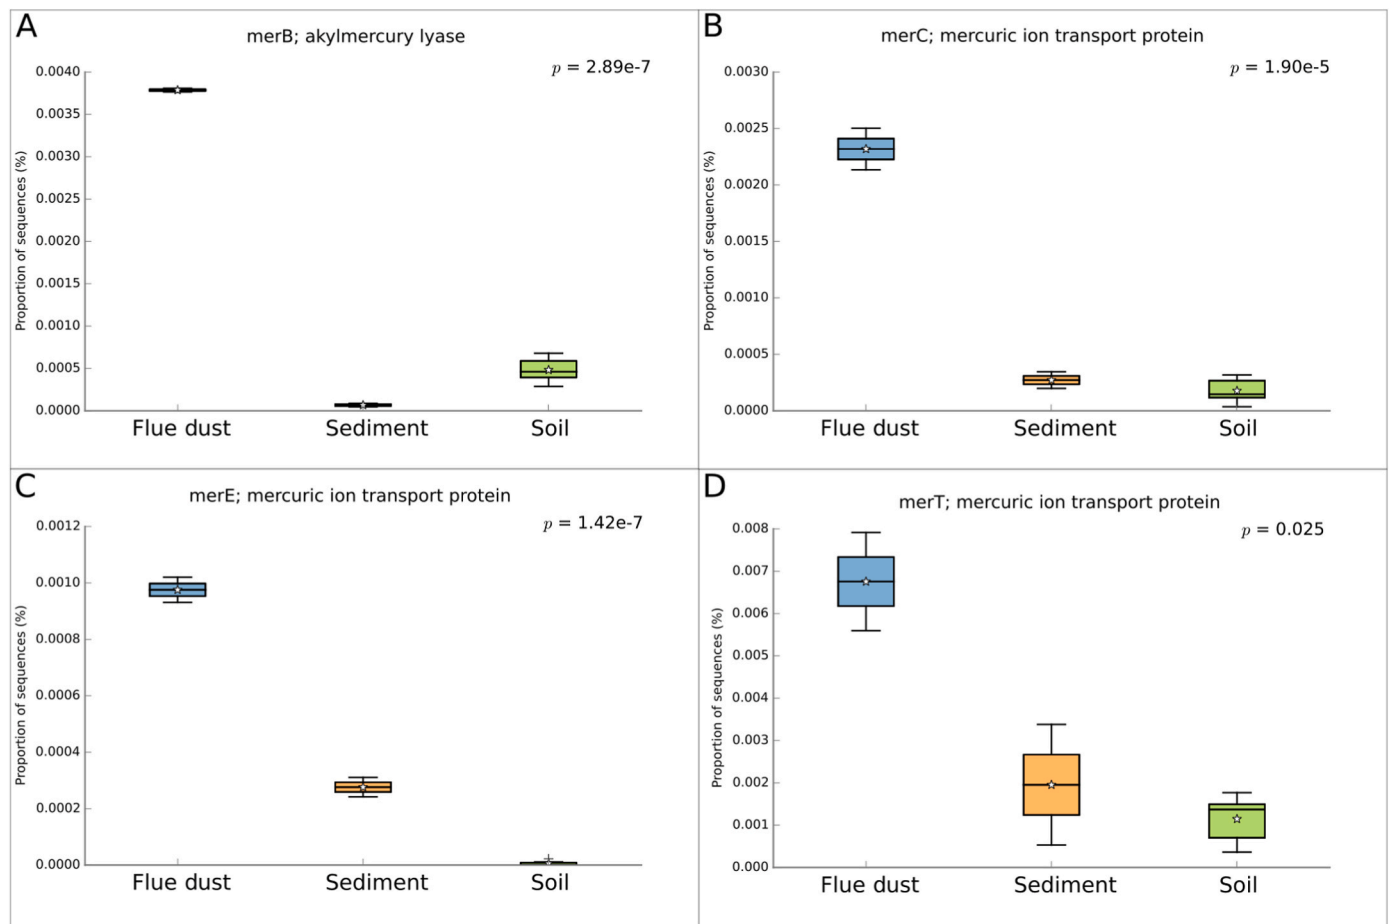 A
merB; akylmercury lyase
p = 2.89e-7
Proportion of sequences (%)
0.0040
0.0035
0.0030
0.0025
0.0020
0.0015
0.0010
0.0005
0.0000
Flue dust Sediment Soil
B
merC; mercuric ion transport protein
p = 1.90e-5
Proportion of sequences (%)
0.0030
0.0025
0.0020
0.0015
0.0010
0.0005
0.0000
Flue dust Sediment Soil
C
merE; mercuric ion transport protein
p = 1.42e-7
Proportion of sequences (%)
0.0012
0.0010
0.0008
0.0006
0.0004
0.0002
0.0000
Flue dust Sediment Soil
D
merT; mercuric ion transport protein
p = 0.025
Proportion of sequences (%)
0.008
0.007
0.006
0.005
0.004
0.003
0.002
0.001
0.000
Flue dust Sediment Soil